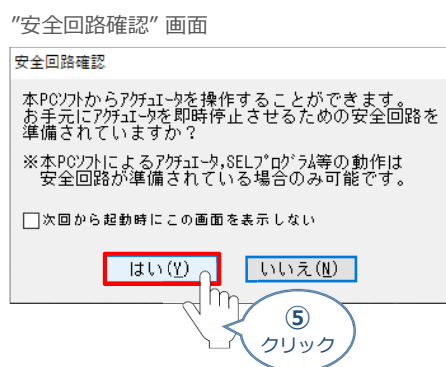 ”安全回路確認” 画面
安全回路確認
本PCソフトからアクチュエータを操作することができます。
お手元にアクチュエータを即時停止させるための安全回路を
準備されていますか？
※本PCソフトによるアクチュエータ,SELプログラム等の動作は
安全回路が準備されている場合のみ可能です。
次回から起動時にこの画面を表示しない
はい(Y) いいえ(N)
⑤
クリック